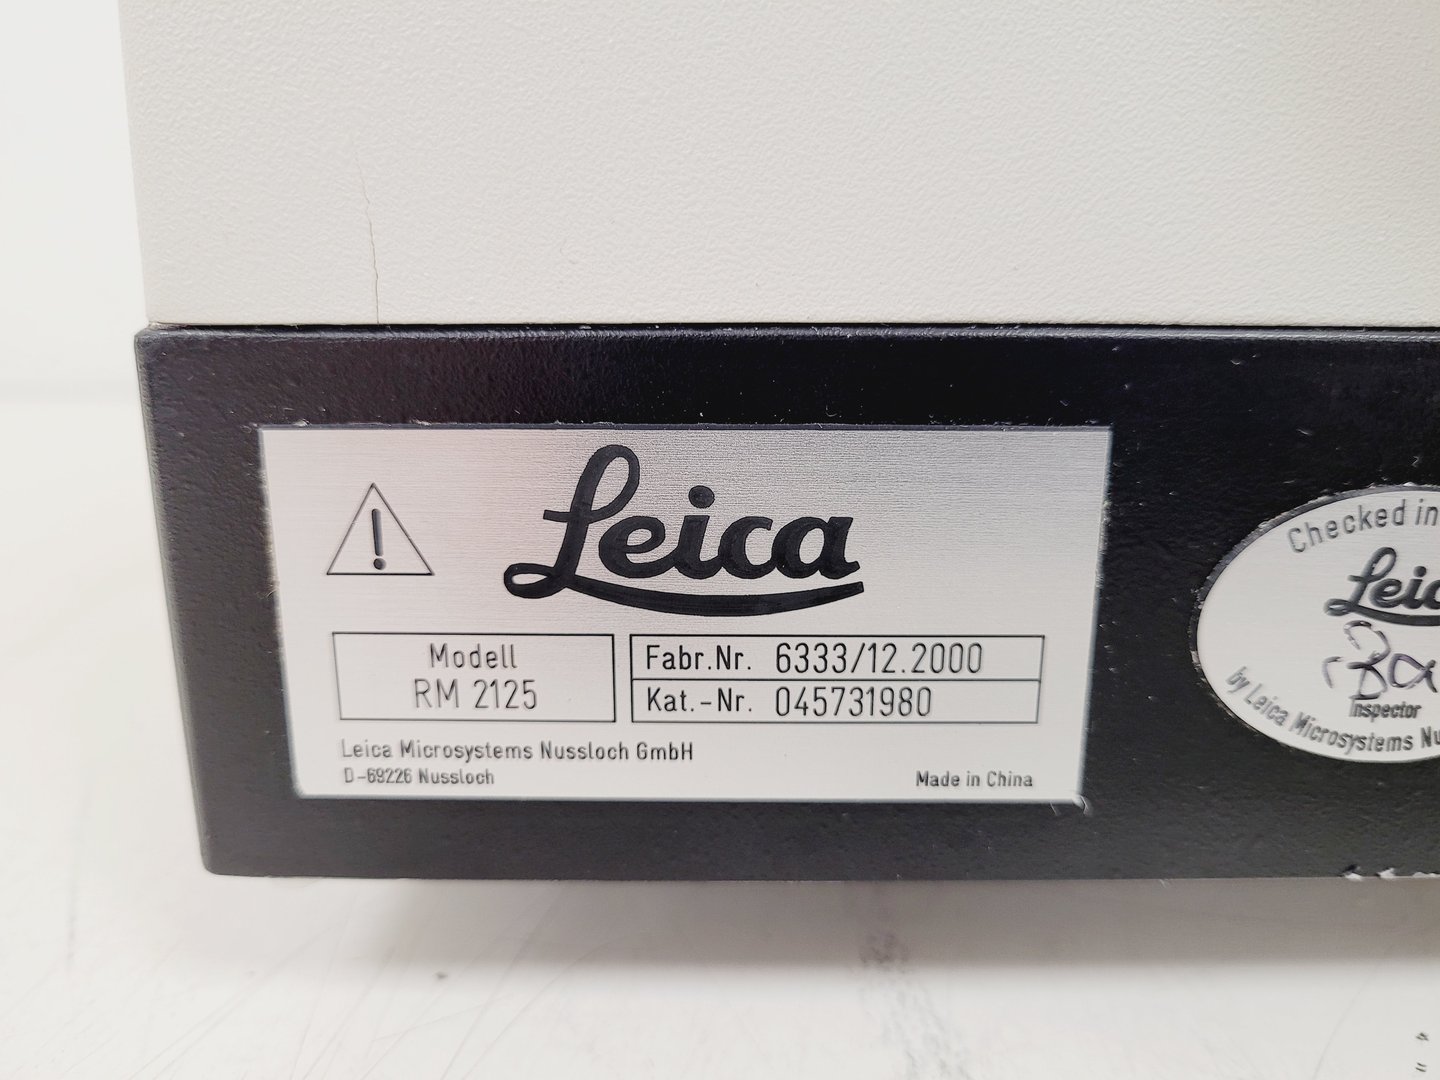 Leica
Modell
RM 2125
Fabr.Nr. 6333/12.2000
Kat.-Nr. 045731980
Leica Microsystems Nussloch GmbH
D-69226 Nussloch
Made in China
Checked in
Inspector
by Leica Microsystems